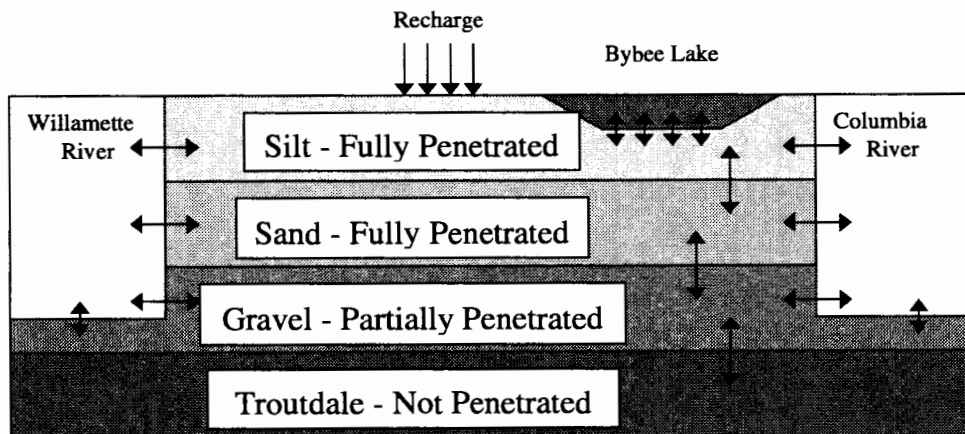 Recharge
Bybee Lake
Willamette
River
Columbia
River
Silt - Fully Penetrated
Sand - Fully Penetrated
Gravel - Partially Penetrated
Troutdale - Not Penetrated